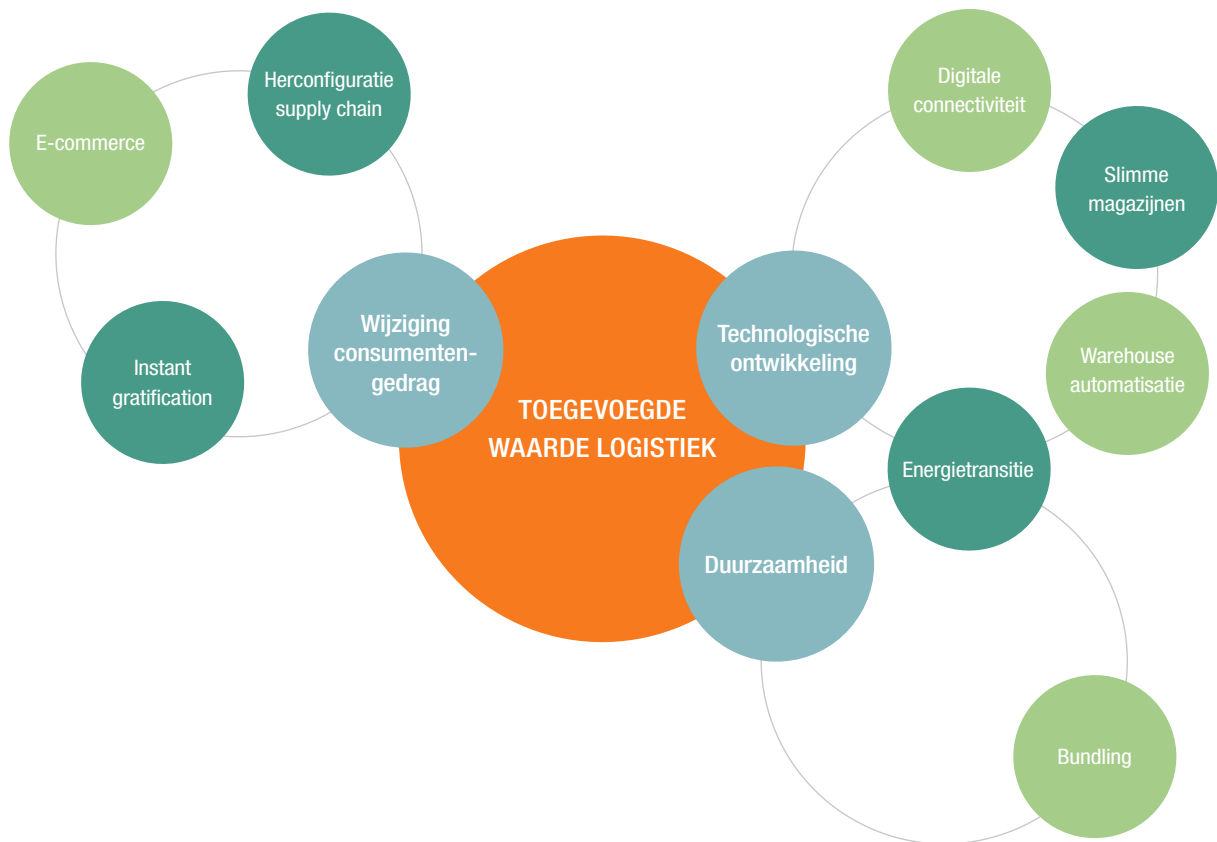 Herconfiguratie
supply chain
E-commerce
Instant
gratification
Wijziging
consumenten-
gedrag
TOEGEVOEGDE
WAARDE LOGISTIEK
Technologische
ontwikkeling
Duurzaamheid
Digitale
connectiviteit
Slimme
magazijnen
Warehouse
automatisatie
Energietransitie
Bundling